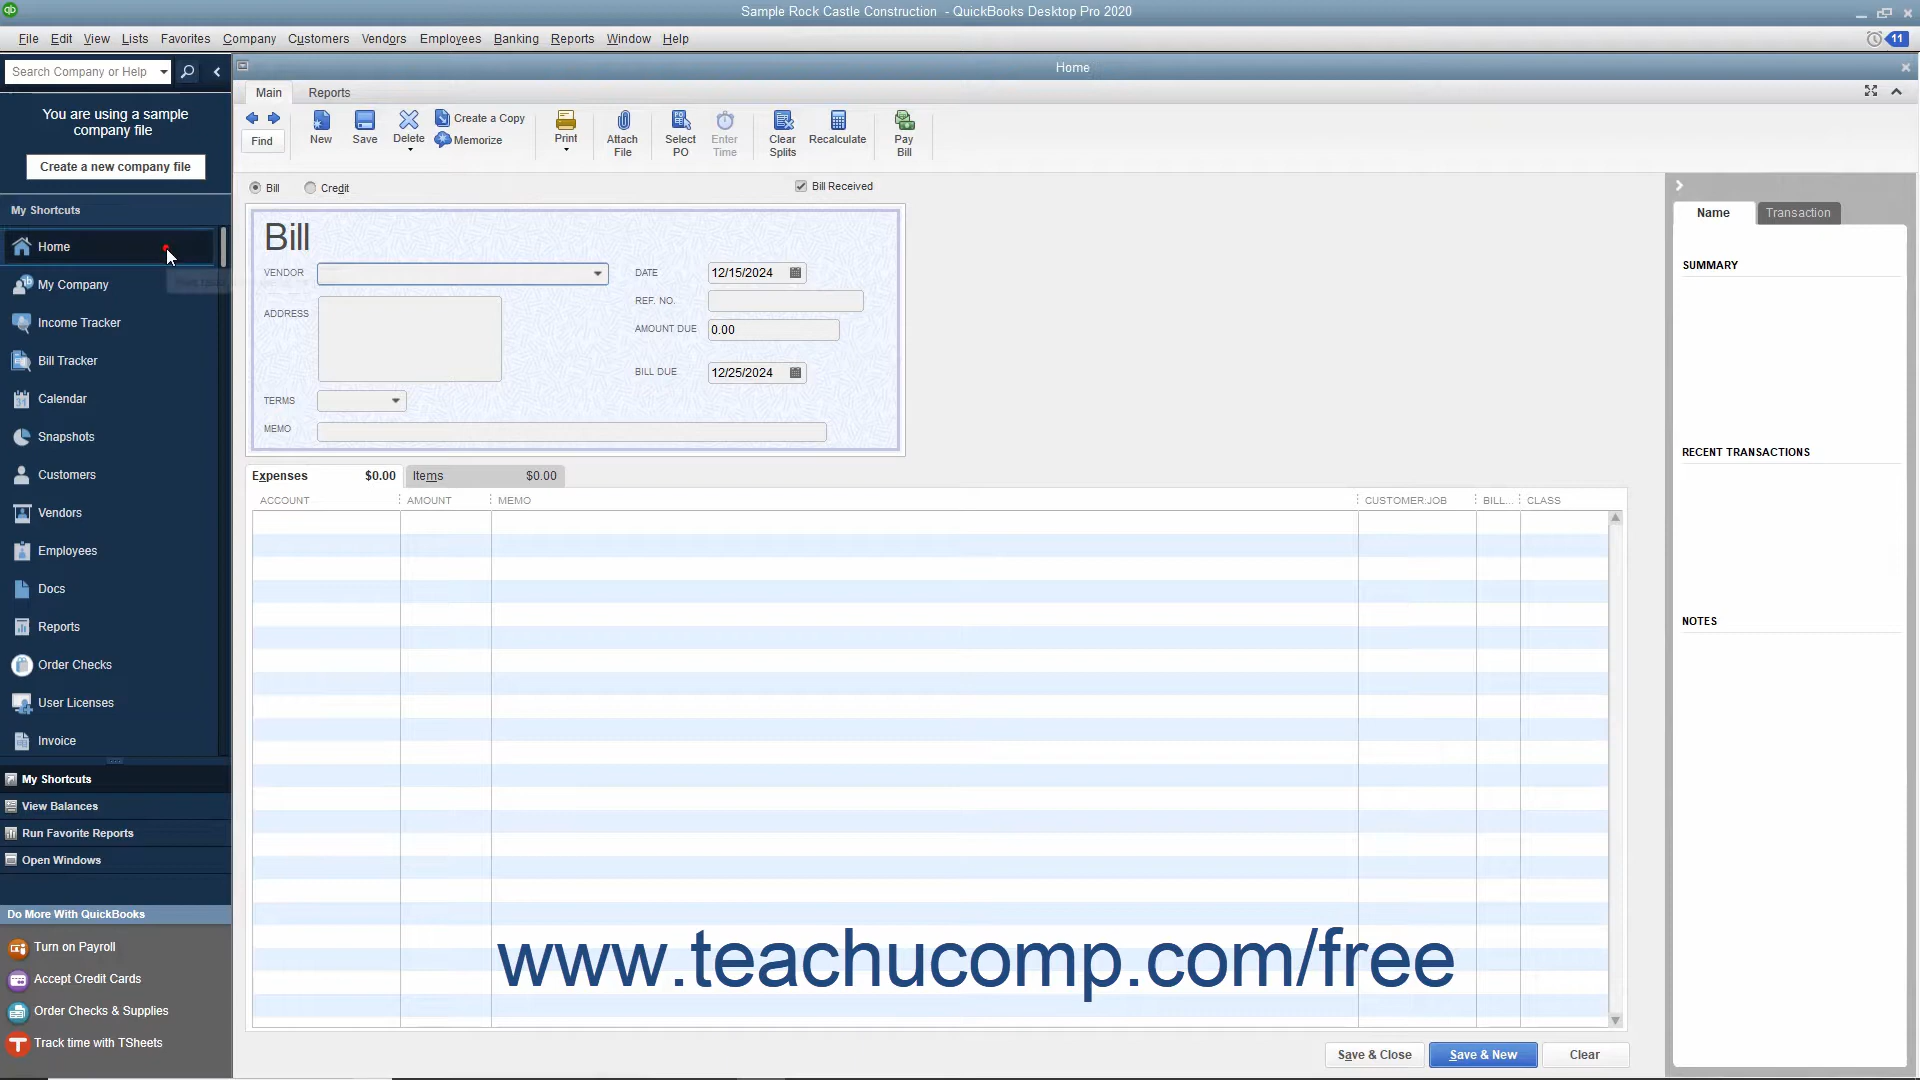 Sample Rock Castle Construction - QuickBooks Desktop Pro 2020
File Edit View Lists Favorites Company Customers Vendors Employees Banking Reports Window Help
11
Search Company or Help
Home
You are using a sample
company file
Create a new company file
My Shortcuts
Home
My Company
Income Tracker
Bill Tracker
Calendar
Snapshots
Customers
Vendors
Employees
Docs
Reports
Order Checks
User Licenses
Invoice
My Shortcuts
View Balances
Run Favorite Reports
Open Windows
Do More With QuickBooks
Turn on Payroll
Accept Credit Cards
Order Checks & Supplies
Track time with TSheets
Main Reports
Find
New
Save
Delete
Create a Copy
Memorize
Print
Attach
File
Select
PO
Enter
Time
Clear
Splits
Recalculate
Pay
Bill
Bill Credit Bill Received
Bill
VENDOR
ADDRESS
TERMS
MEMO
DATE 12/15/2024
REF. NO.
AMOUNT DUE 0.00
BILL DUE 12/25/2024
Expenses $0.00 Items $0.00
ACCOUNT AMOUNT MEMO CUSTOMER:JOB BILL... CLASS
www.teachucomp.com/free
Save & Close Save & New Clear
Name Transaction
SUMMARY
RECENT TRANSACTIONS
NOTES